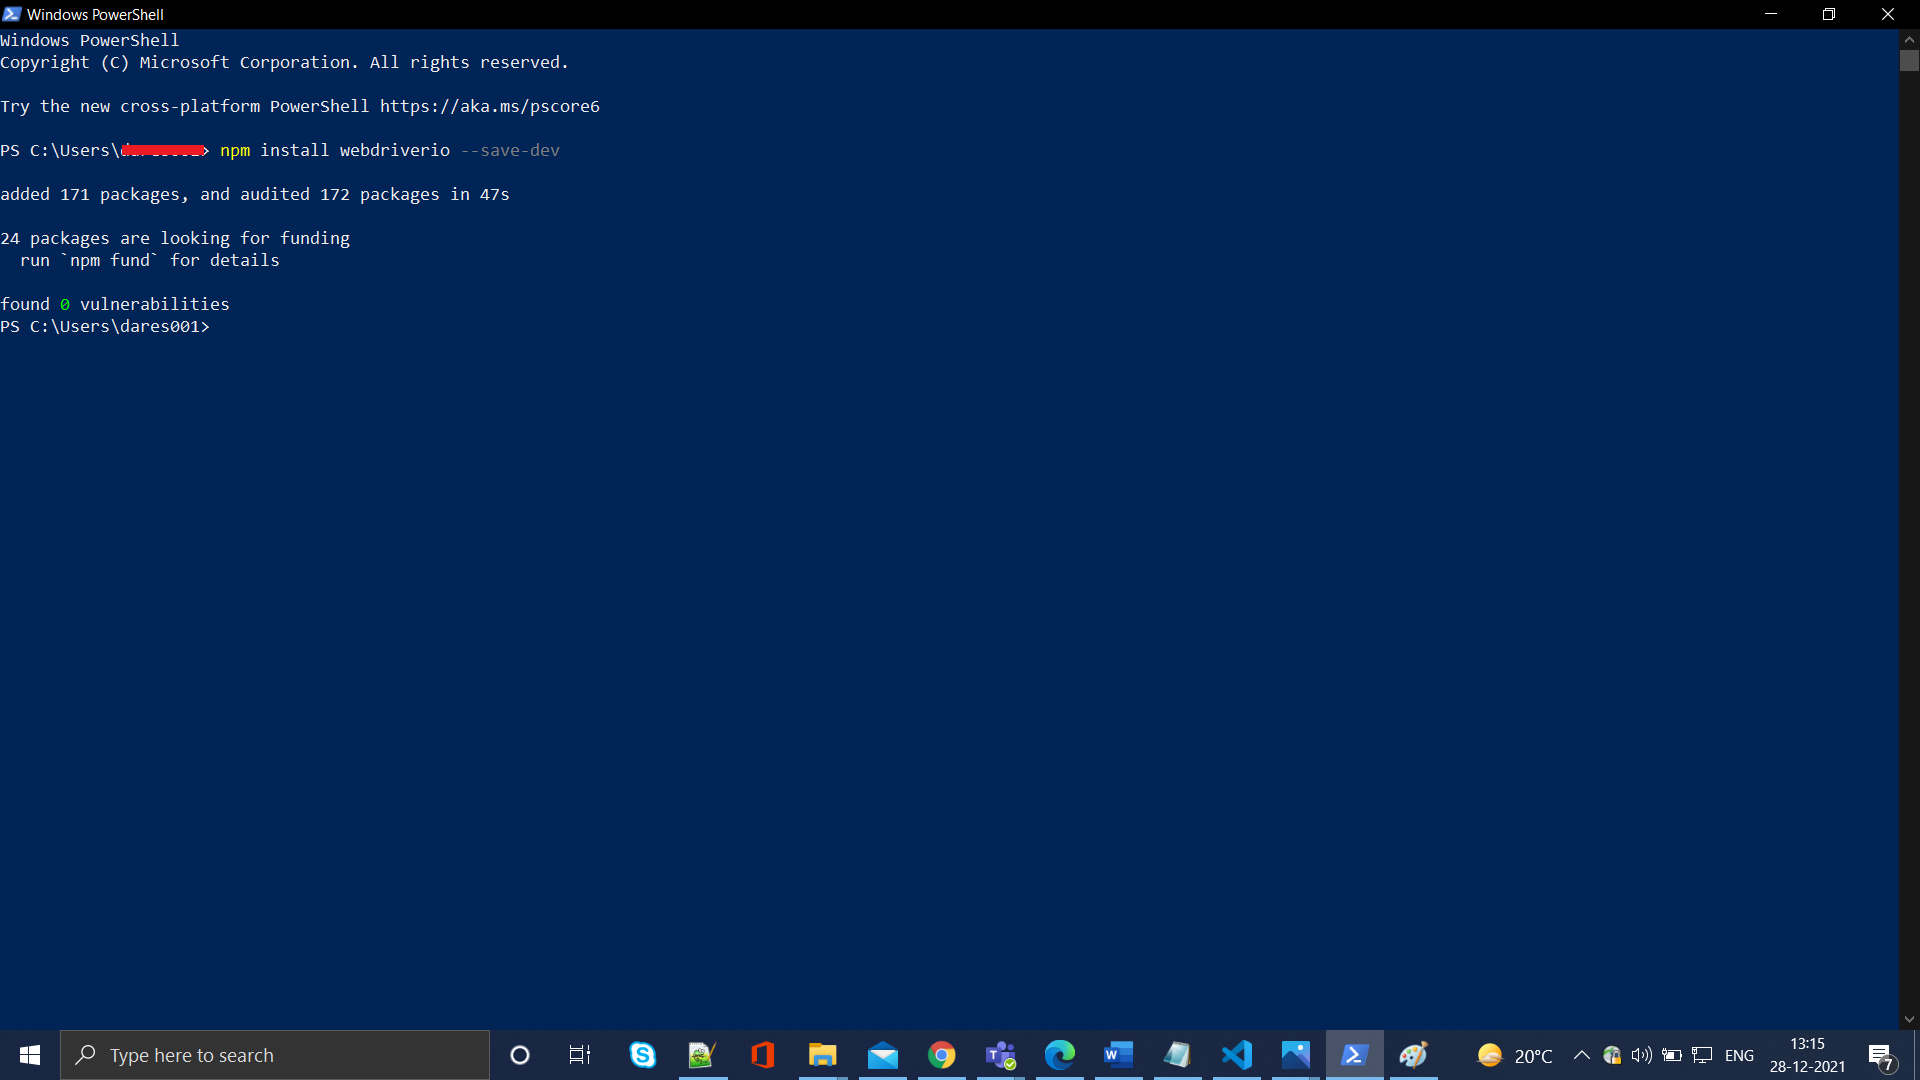 Windows PowerShell
Windows PowerShell
Copyright (C) Microsoft Corporation. All rights reserved.
Try the new cross-platform PowerShell https://aka.ms/pscore6
PS C:\Users\ > npm install webdriverio --save-dev
added 171 packages, and audited 172 packages in 47s
24 packages are looking for funding
run `npm fund` for details
found 0 vulnerabilities
PS C:\Users\dares001>
Type here to search
20°C
ENG
13:15
28-12-2021
7